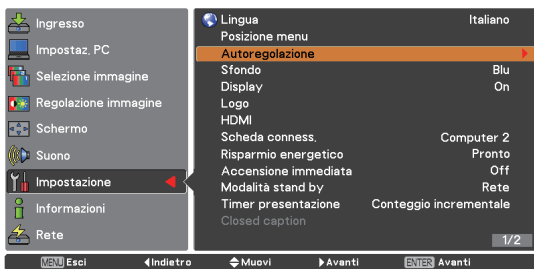 Ingresso
Impostaz. PC
Selezione immagine
Regolazione immagine
Schermo
Suono
Impostazione
Informazioni
Rete
Lingua Italiano
Posizione menu
Autoregolazione
Sfondo Blu
Display On
Logo
HDMI
Scheda conness. Computer 2
Risparmio energetico Pronto
Accensione immediata Off
Modalità stand by Rete
Timer presentazione Conteggio incrementale
Closed caption
1/2
MENU Esci Indietro Muovi Avanti ENTER Avanti